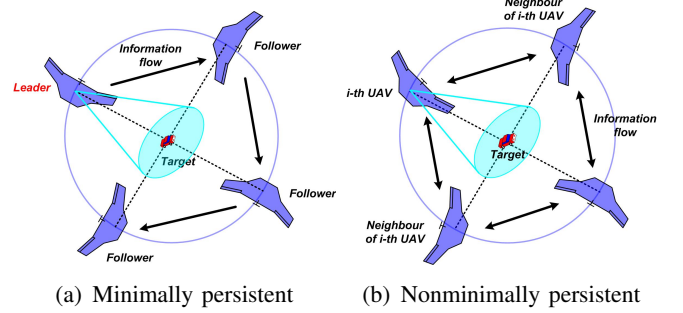 Information
flow
Follower
Leader
Target
Follower
Follower
(a) Minimally persistent
Neighbour
of i-th UAV
i-th UAV
Information
flow
Target
Neighbour
of i-th UAV
(b) Nonminimally persistent